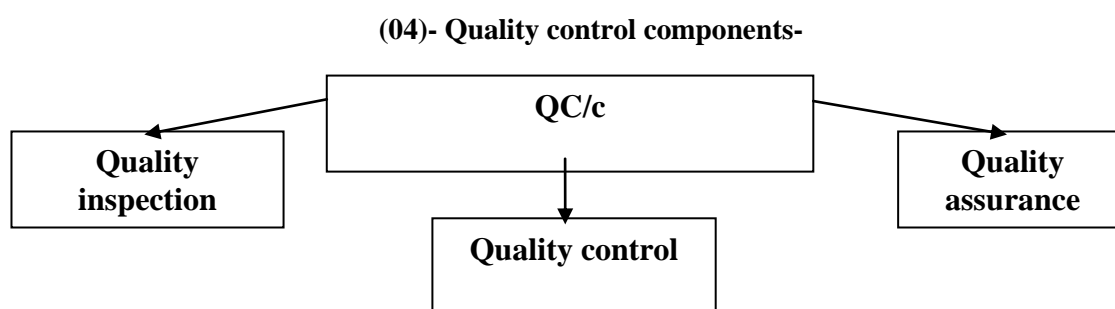 (04)- Quality control components-
QC/c
Quality
inspection
Quality control
Quality
assurance